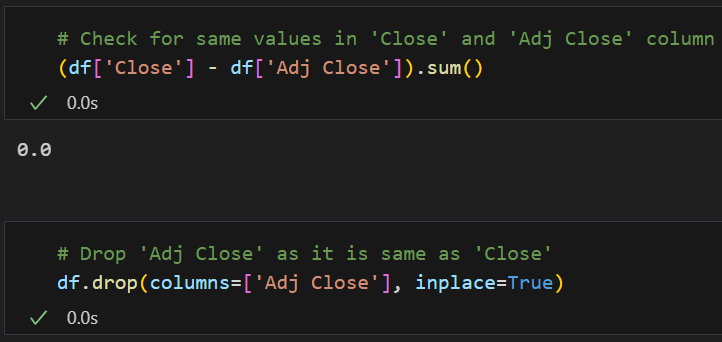 # Check for same values in 'Close' and 'Adj Close' column
(df['Close'] - df['Adj Close']).sum()
0.0s
0.0
# Drop 'Adj Close' as it is same as 'Close'
df.drop(columns=['Adj Close'], inplace=True)
0.0s